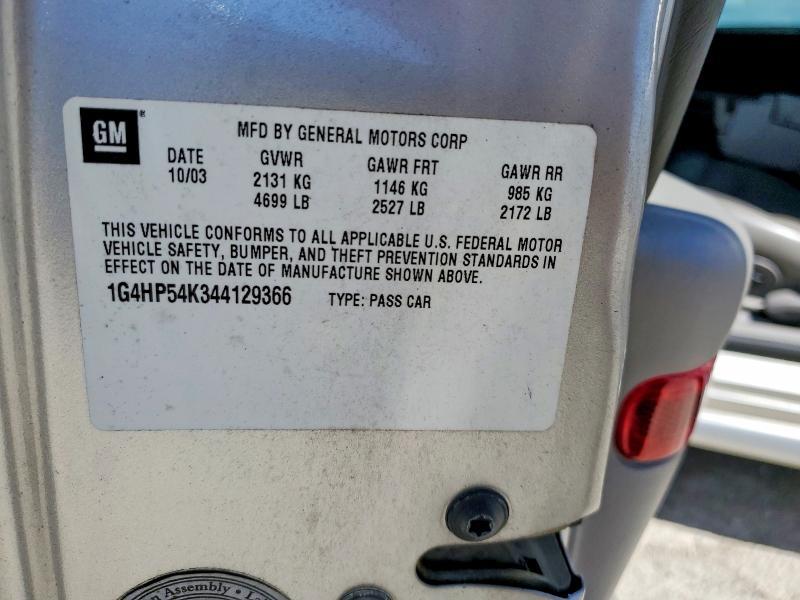 GM®
MFD BY GENERAL MOTORS CORP
DATE GVWR GAWR FRT GAWR RR
10/03 2131 KG 1146 KG 985 KG
4699 LB 2527 LB 2172 LB
THIS VEHICLE CONFORMS TO ALL APPLICABLE U.S. FEDERAL MOTOR
VEHICLE SAFETY, BUMPER, AND THEFT PREVENTION STANDARDS IN
EFFECT ON THE DATE OF MANUFACTURE SHOWN ABOVE.
1G4HP54K344129366 TYPE: PASS CAR
Assembly